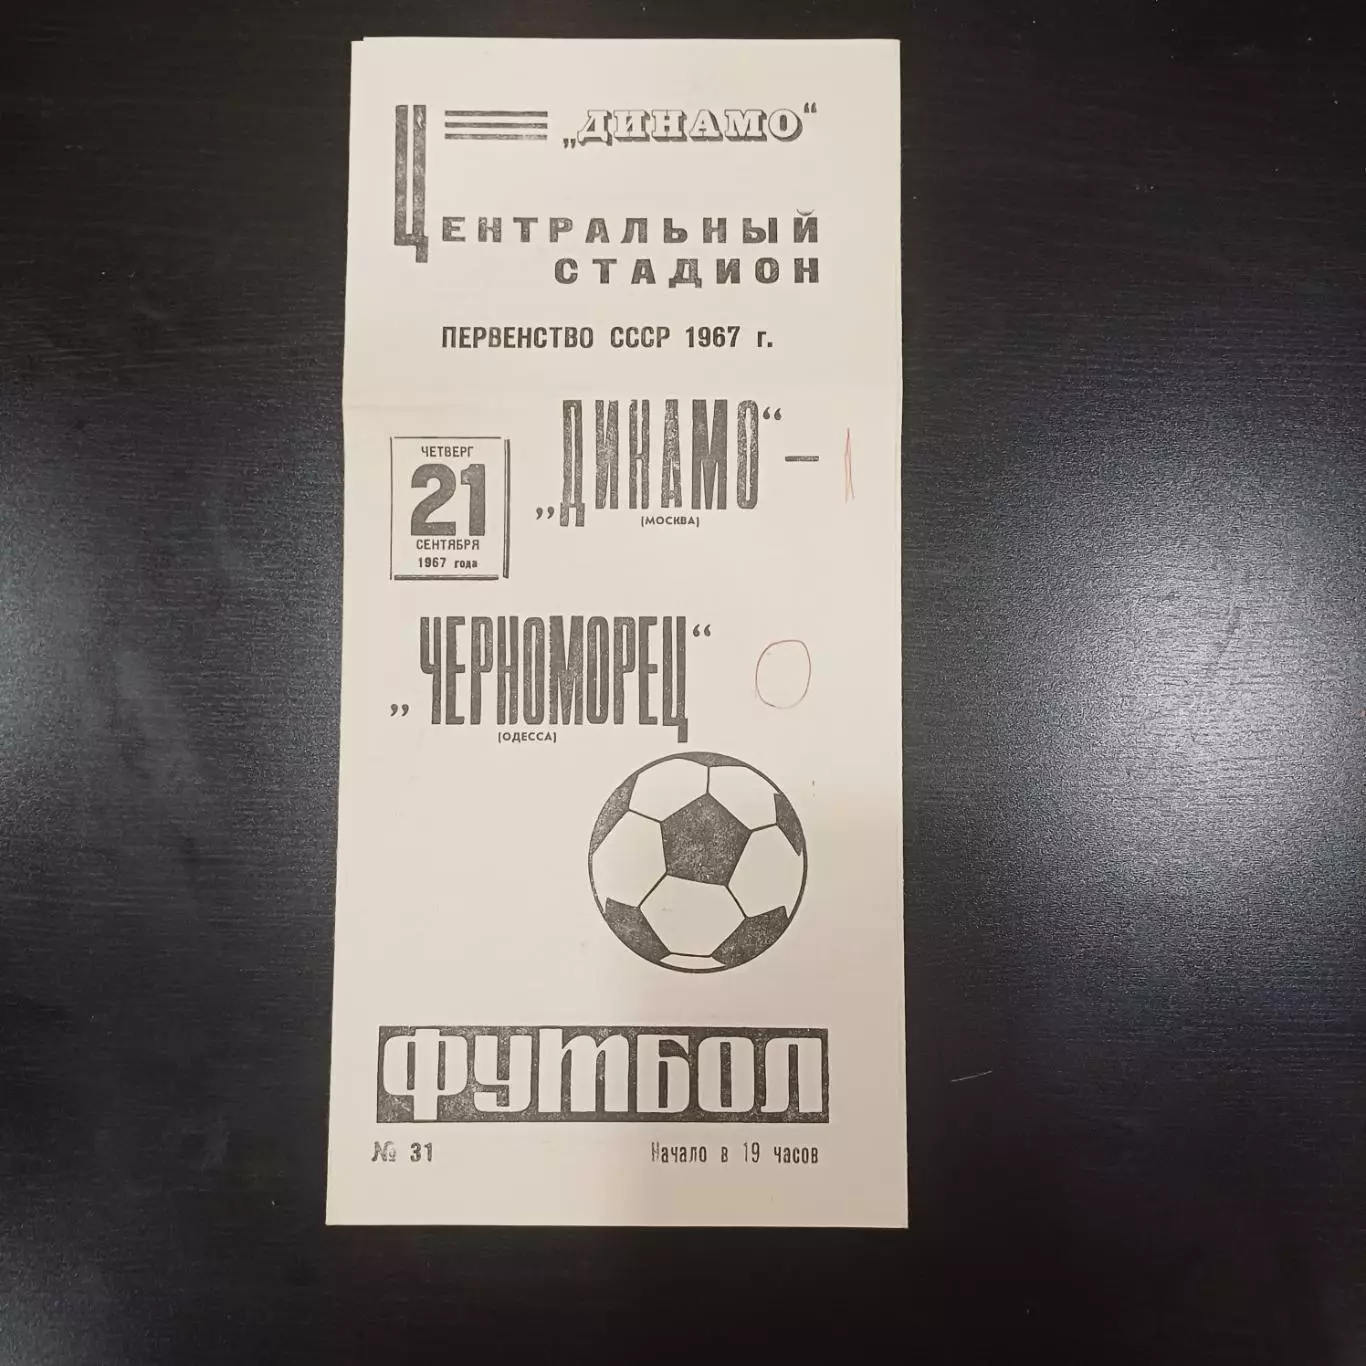 „ДИНАМО“
ЦЕНТРАЛЬНЫЙ
СТАДИОН
ПЕРВЕНСТВО СССР 1967 г.
ЧЕТВЕРГ
21
СЕНТЯБРЯ
1967 года
„ДИНАМО“ — 1
(МОСКВА)
„ЧЕРНОМОРЕЦ“ 0
(ОДЕССА)
ФУТБОЛ
№ 31 Начало в 19 часов